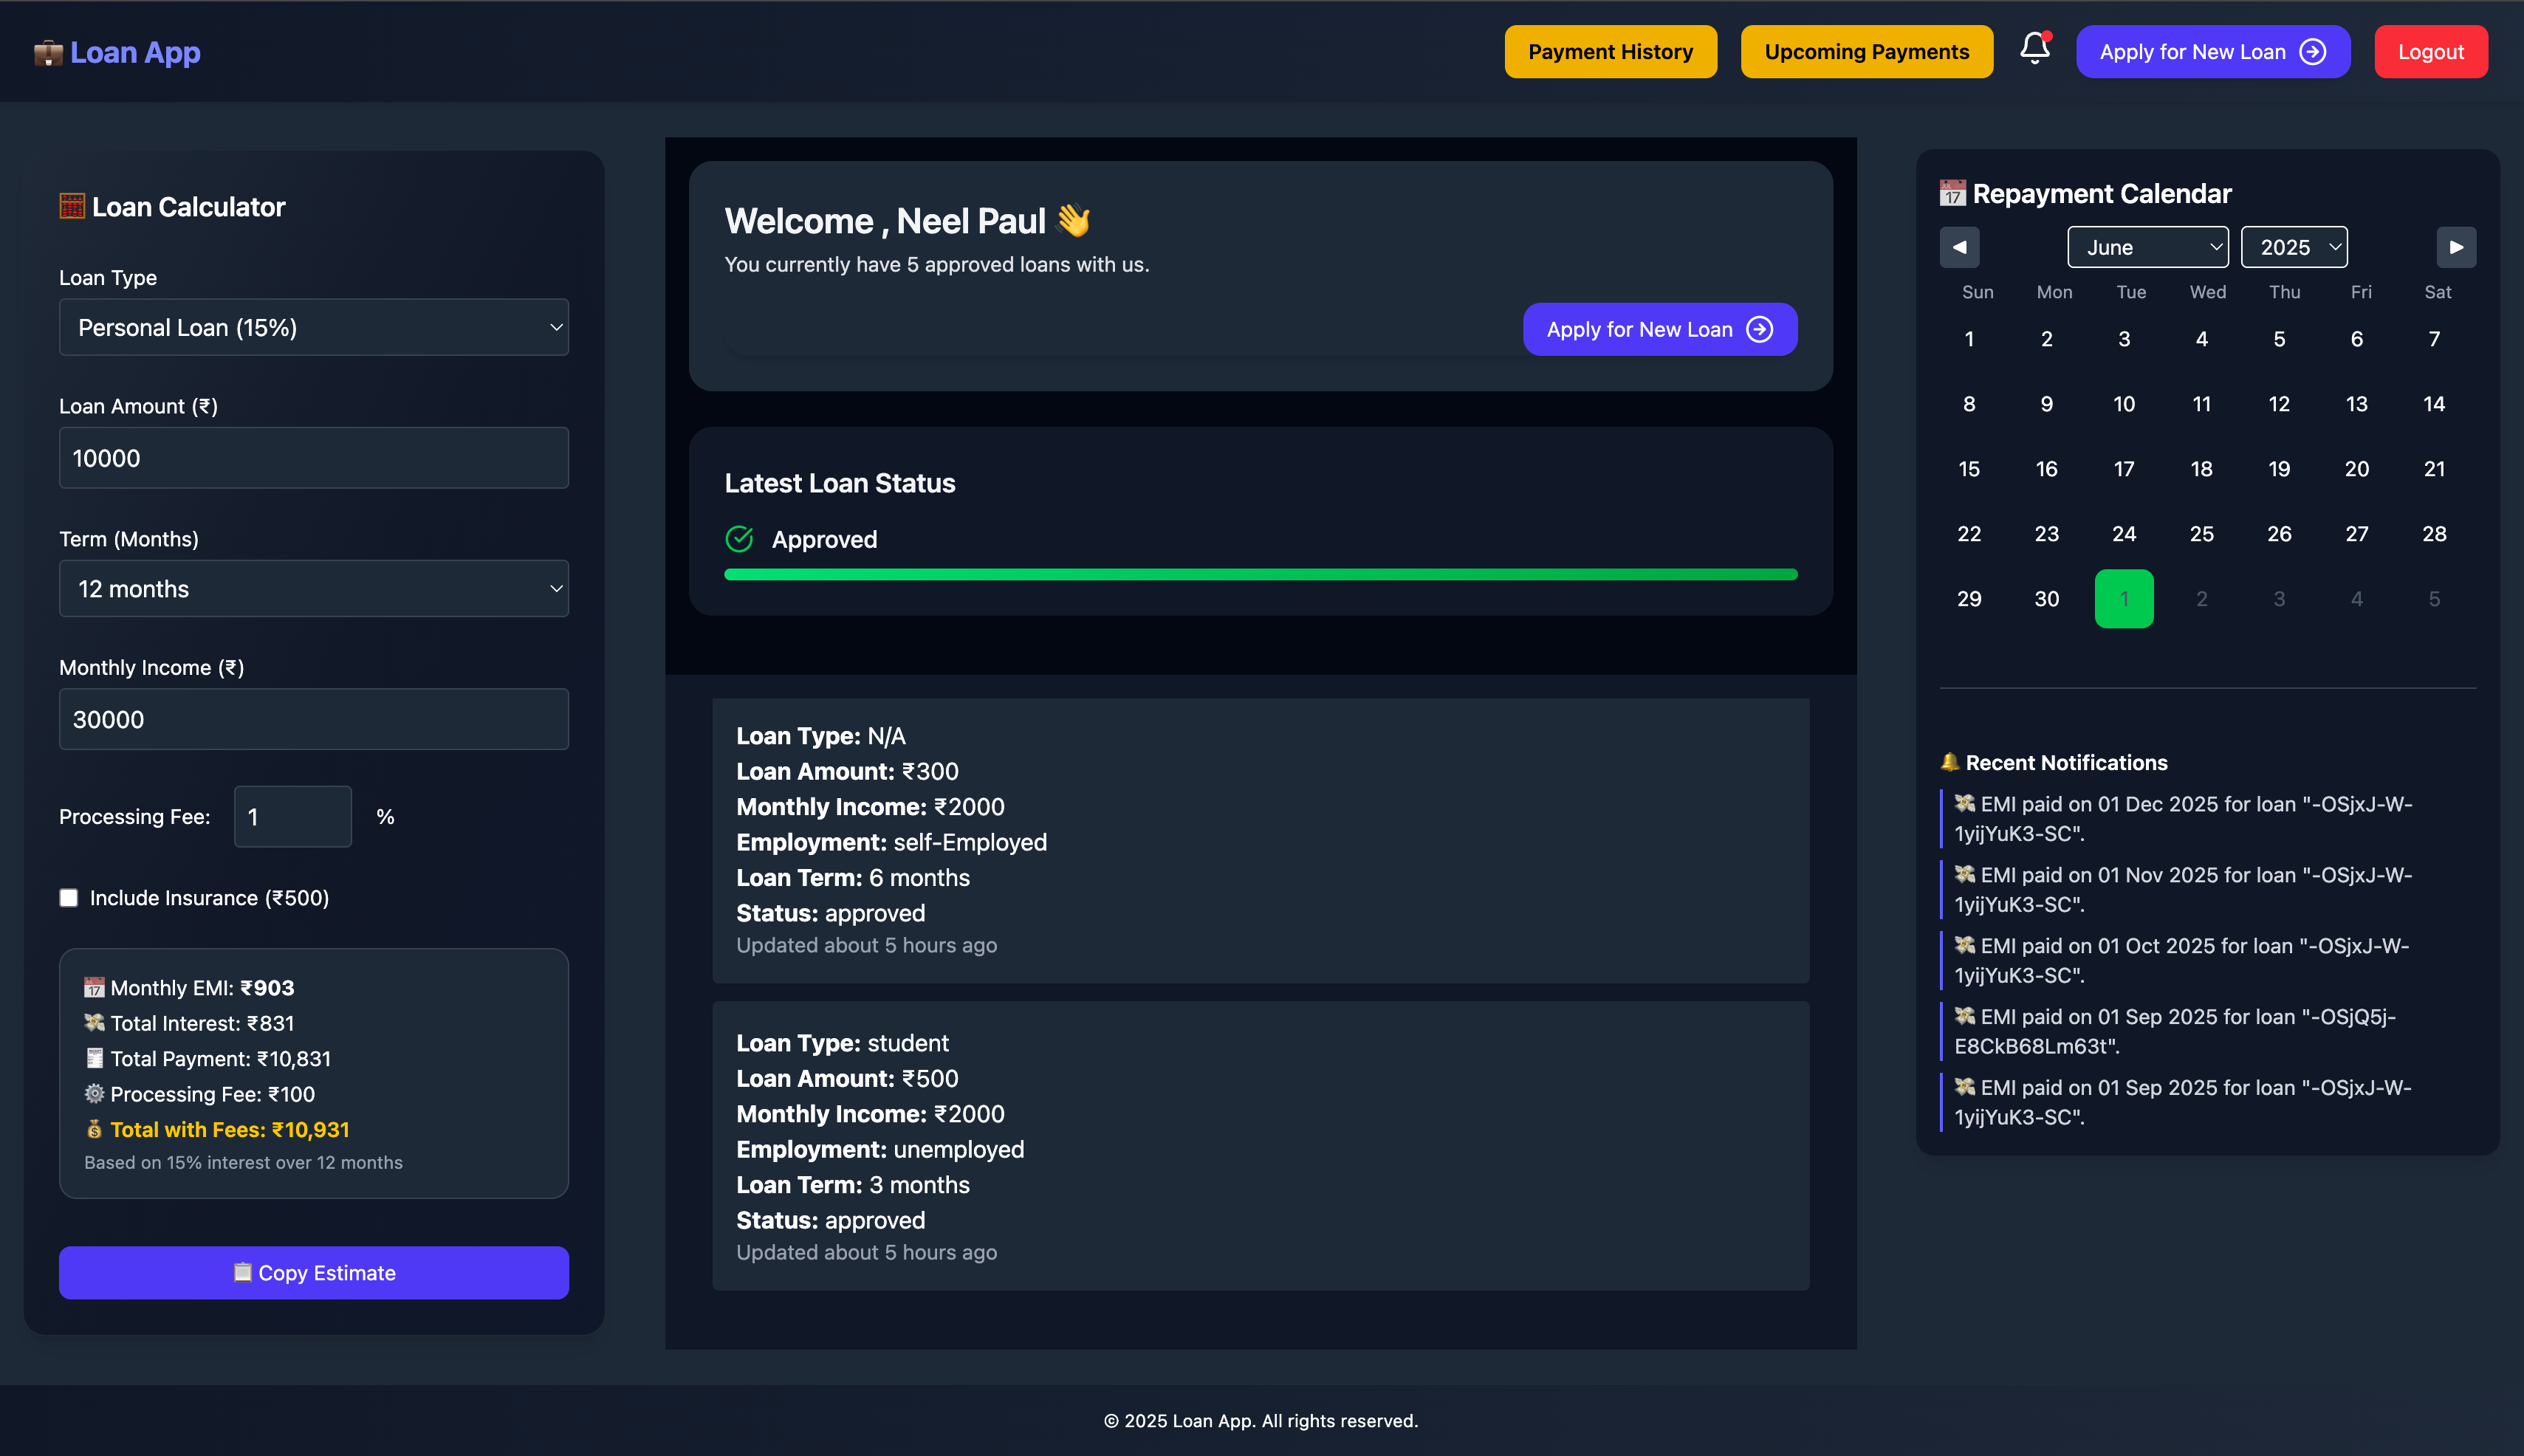 Loan App
Payment History
Upcoming Payments
Apply for New Loan
Logout
Loan Calculator
Loan Type
Personal Loan (15%)
Loan Amount (₹)
10000
Term (Months)
12 months
Monthly Income (₹)
30000
Processing Fee: 1 %
Include Insurance (₹500)
Monthly EMI: ₹903
Total Interest: ₹831
Total Payment: ₹10,831
Processing Fee: ₹100
Total with Fees: ₹10,931
Based on 15% interest over 12 months
Copy Estimate
Welcome , Neel Paul
You currently have 5 approved loans with us.
Apply for New Loan
Latest Loan Status
Approved
Loan Type: N/A
Loan Amount: ₹300
Monthly Income: ₹2000
Employment: self-Employed
Loan Term: 6 months
Status: approved
Updated about 5 hours ago
Loan Type: student
Loan Amount: ₹500
Monthly Income: ₹2000
Employment: unemployed
Loan Term: 3 months
Status: approved
Updated about 5 hours ago
Repayment Calendar
June 2025
Sun Mon Tue Wed Thu Fri Sat
1 2 3 4 5 6 7
8 9 10 11 12 13 14
15 16 17 18 19 20 21
22 23 24 25 26 27 28
29 30 1 2 3 4 5
Recent Notifications
EMI paid on 01 Dec 2025 for loan "-OSjxJ-W-
1yijYuK3-SC".
EMI paid on 01 Nov 2025 for loan "-OSjxJ-W-
1yijYuK3-SC".
EMI paid on 01 Oct 2025 for loan "-OSjxJ-W-
1yijYuK3-SC".
EMI paid on 01 Sep 2025 for loan "-OSjQ5j-
E8CkB68Lm63t".
EMI paid on 01 Sep 2025 for loan "-OSjxJ-W-
1yijYuK3-SC".
© 2025 Loan App. All rights reserved.